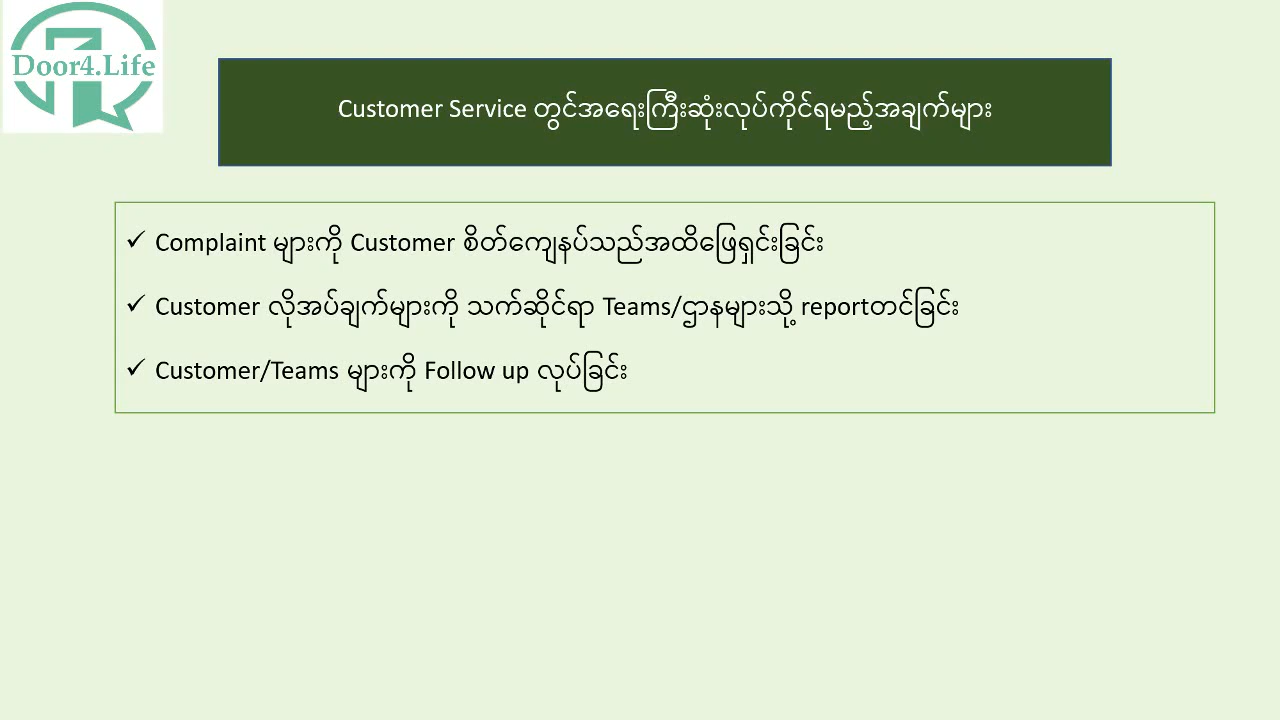 Door4.Life
Customer Service တွင်အရေးကြီးဆုံးလုပ်ကိုင်ရမည့်အချက်များ
✓ Complaint များကို Customer စိတ်ကျေနပ်သည်အထိဖြေရှင်းခြင်း
✓ Customer လိုအပ်ချက်များကို သက်ဆိုင်ရာ Teams/ဌာနများသို့ reportတင်ခြင်း
✓ Customer/Teams များကို Follow up လုပ်ခြင်း